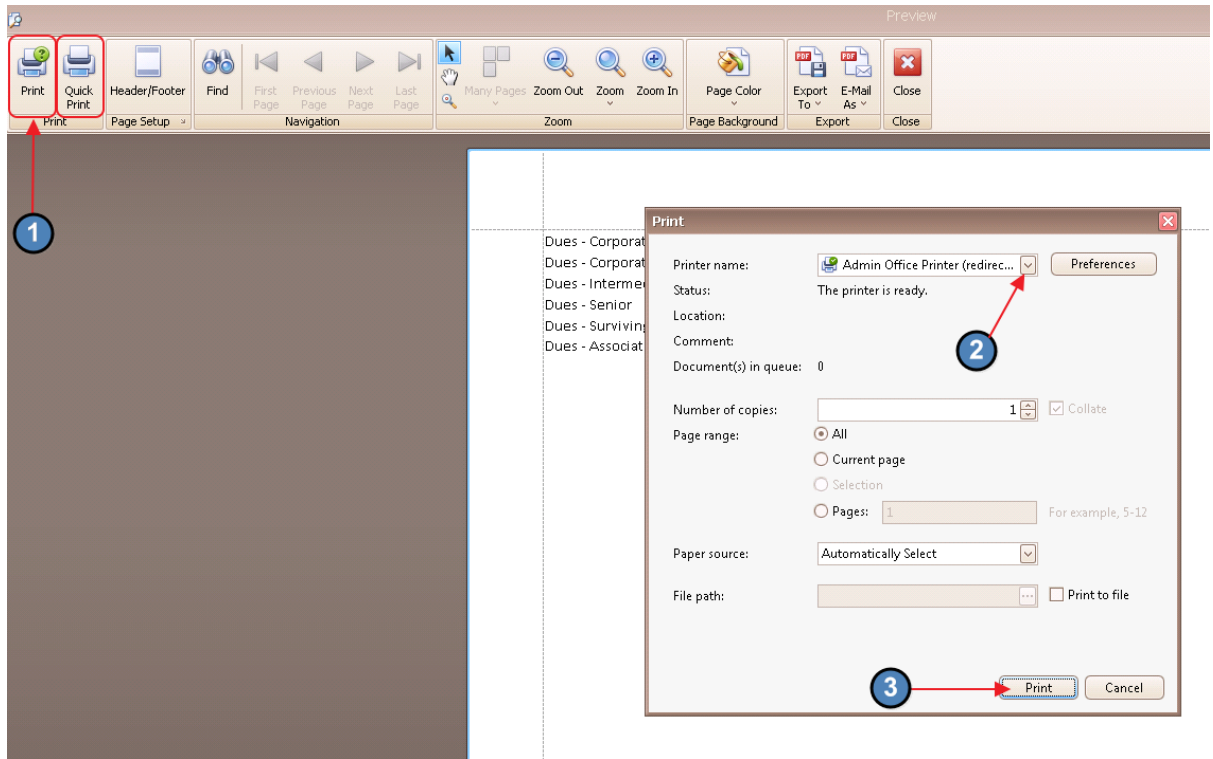 Preview
Print
Quick Print
Header/Footer
Find
First Page
Previous Page
Next Page
Last Page
Many Pages
Zoom Out
Zoom
Zoom In
Page Color
Export To
E-Mail As
Close
Print
Page Setup
Navigation
Zoom
Page Background
Export
Close
1
Dues - Corporat
Dues - Corporat
Dues - Interme
Dues - Senior
Dues - Surviving
Dues - Associat
Print
Printer name: Admin Office Printer (redirec... Preferences
Status: The printer is ready.
Location:
Comment:
2
Document(s) in queue: 0
Number of copies: 1 Collate
Page range: All
Current page
Selection
Pages: 1 For example, 5-12
Paper source: Automatically Select
File path: ... Print to file
3
Print Cancel